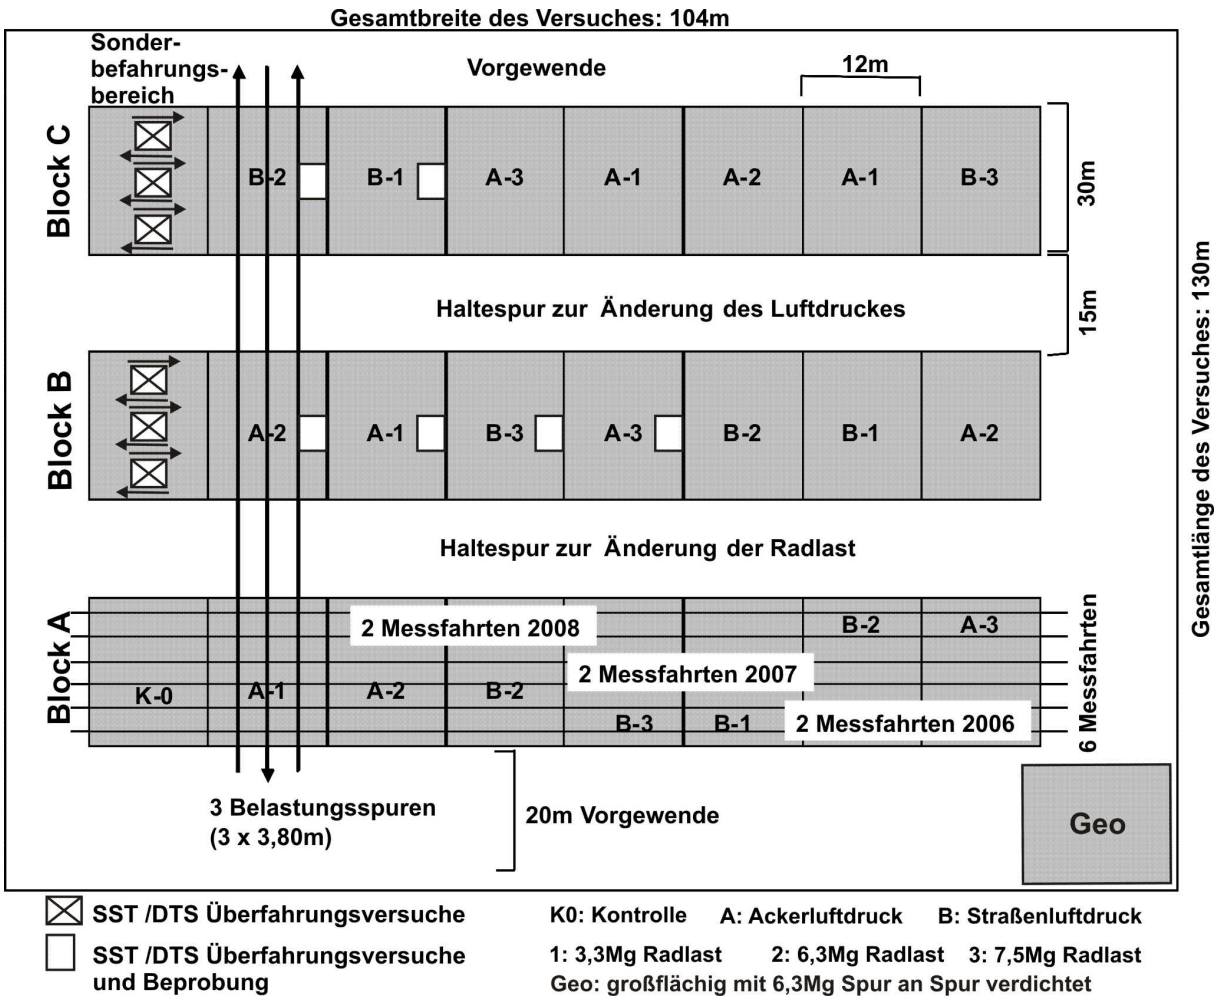 Gesamtbreite des Versuches: 104m
Sonder-
befahrungs-
bereich
Vorgewende
12m
Block C
B-2
B-1
A-3
A-1
A-2
A-1
B-3
30m
Haltespur zur Änderung des Luftdruckes
15m
Gesamtlänge des Versuches: 130m
Block B
A-2
A-1
B-3
A-3
B-2
B-1
A-2
Haltespur zur Änderung der Radlast
Block A
2 Messfahrten 2008
B-2
A-3
2 Messfahrten 2007
K-0
A-1
A-2
B-2
B-3
B-1
2 Messfahrten 2006
6 Messfahrten
3 Belastungsspuren
(3 x 3,80m)
20m Vorgewende
Geo
SST /DTS Überfahrungsversuche
SST /DTS Überfahrungsversuche
und Beprobung
K0: Kontrolle A: Ackerluftdruck B: Straßenluftdruck
1: 3,3Mg Radlast 2: 6,3Mg Radlast 3: 7,5Mg Radlast
Geo: großflächig mit 6,3Mg Spur an Spur verdichtet